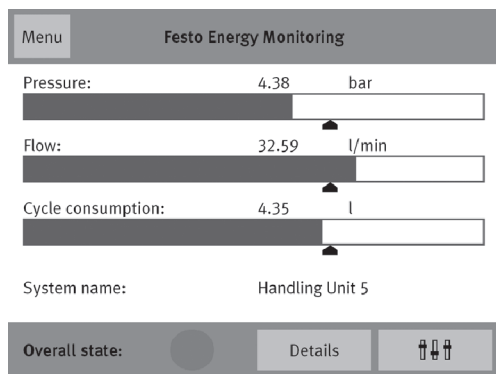 Menu Festo Energy Monitoring
Pressure: 4.38 bar
Flow: 32.59 l/min
Cycle consumption: 4.35 l
System name: Handling Unit 5
Overall state: Details